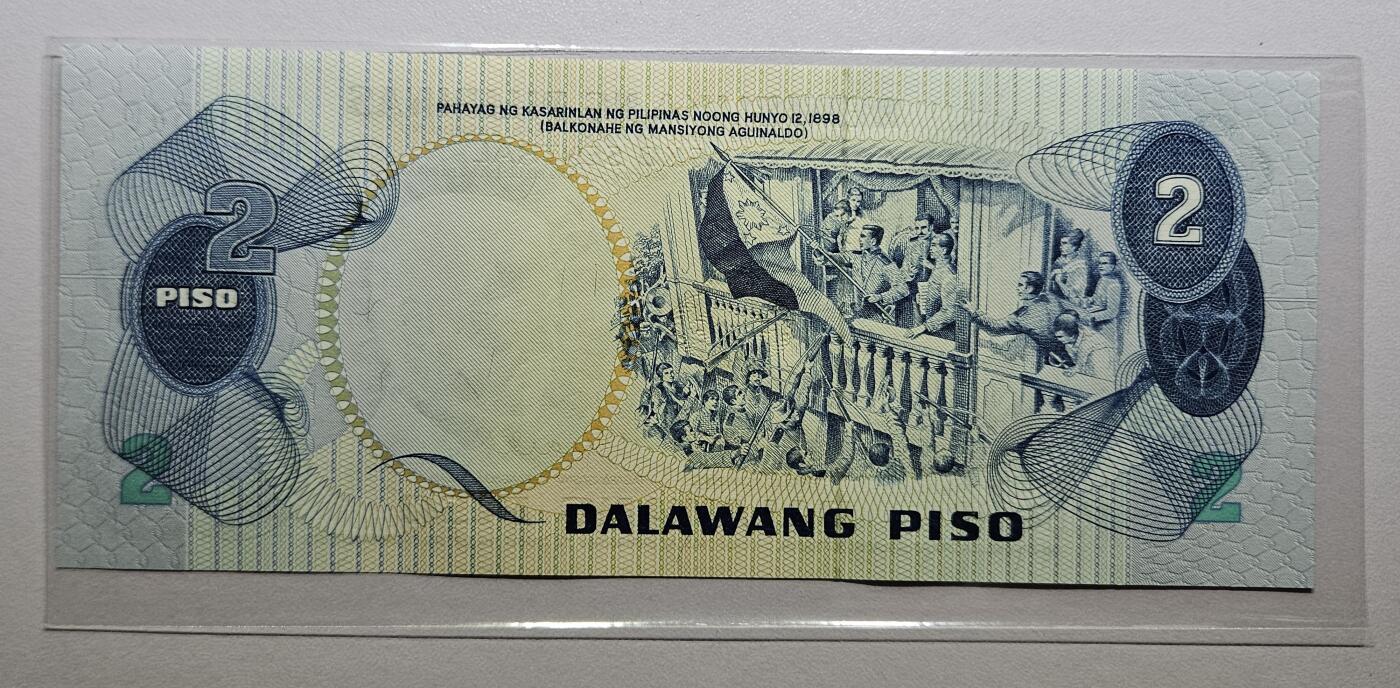 PAHAYAG NG KASARINLAN NG PILIPINAS NOONG HUNYO 12, 1898
(BALKONAHE NG MANSIYONG AGUINALDO)
2
2
PISO
2
2
DALAWANG PISO